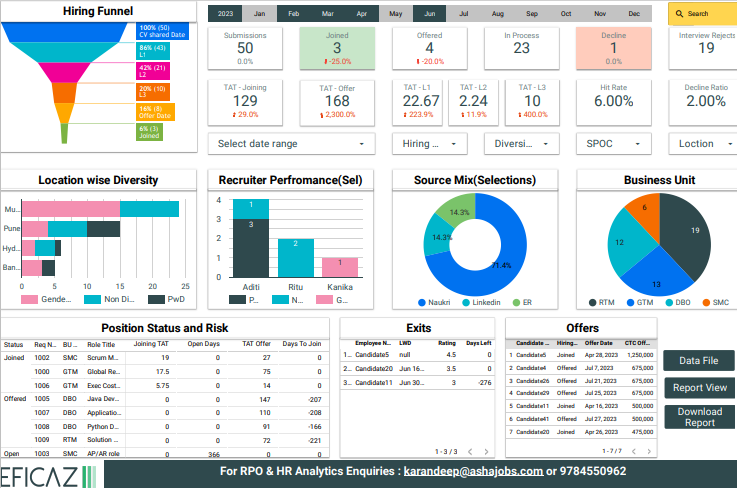 Hiring Funnel
100% (50)
CV shared Date
86% (43)
L1
42% (21)
L2
20% (10)
L3
16% (8)
Offer Date
6% (3)
Joined
2023 Jan Feb Mar Apr May Jun Jul Aug Sep Oct Nov Dec
Search
Submissions
50
0.0%
Joined
3
-25.0%
Offered
4
-20.0%
In Process
23
Decline
1
0.0%
Interview Rejects
19
TAT - Joining
129
29.0%
TAT - Offer
168
2,300.0%
TAT - L1
22.67
223.9%
TAT - L2
2.24
11.9%
TAT - L3
10
400.0%
Hit Rate
6.00%
Decline Ratio
2.00%
Select date range
Hiring ...
Diversi...
SPOC
Loction
Location wise Diversity
Mu...
Pune
Hyd...
Ban...
0 5 10 15 20 25
Gende... Non Di... PwD
Recruiter Perfromance(Sel)
4
3
2
1
0
1
3
2
1
Aditi Ritu Kanika
P... N... G...
Source Mix(Selections)
14.3%
14.3%
71.4%
Naukri Linkedin ER
Business Unit
6
19
12
13
RTM GTM DBO SMC
Position Status and Risk
Status Req N... BU ... Role Title Joining TAT Open Days TAT Offer Days To Join
Joined 1002 SMC Scrum M... 19 0 27 0
1000 GTM Global Re... 17.5 0 75 0
1006 GTM Exec Cost... 5.75 0 14 0
Offered 1005 DBO Java Dev... 0 0 147 -207
1007 DBO Applicatio... 0 0 110 -208
1008 DBO Python D... 0 0 91 -166
1009 RTM Solution ... 0 0 72 -221
Open 1003 SMC AP/AR role 0 366 0 0
Exits
Employee N... LWD Rating Days Left
1... Candidate5 null 4.5 0
2... Candidate20 Jun 16... 3.5 0
3... Candidate11 Jun 30... 3 -276
1 - 3 / 3
Offers
Candidate ... Hiring... Offer Date CTC Off...
1 Candidate5 Joined Apr 28, 2023 1,250,000
2 Candidate4 Offered Jul 7, 2023 675,000
3 Candidate26 Offered Jul 21, 2023 675,000
4 Candidate29 Offered Jul 25, 2023 675,000
5 Candidate11 Joined Apr 16, 2023 500,000
6 Candidate41 Offered Jul 27, 2023 500,000
7 Candidate20 Joined Apr 26, 2023 475,000
1 - 7 / 7
Data File
Report View
Download
Report
EFICAZ
For RPO & HR Analytics Enquiries : karandeep@ashajobs.com or 9784550962